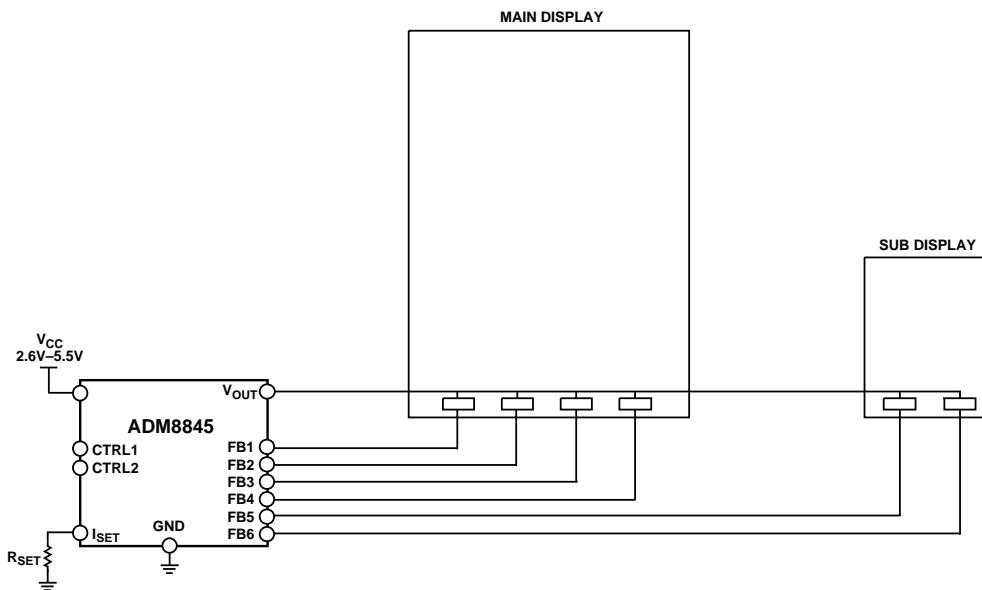 MAIN DISPLAY
SUB DISPLAY
VCC
2.6V–5.5V
VOUT
ADM8845
CTRL1
CTRL2
FB1
FB2
FB3
FB4
FB5
FB6
ISET
GND
RSET